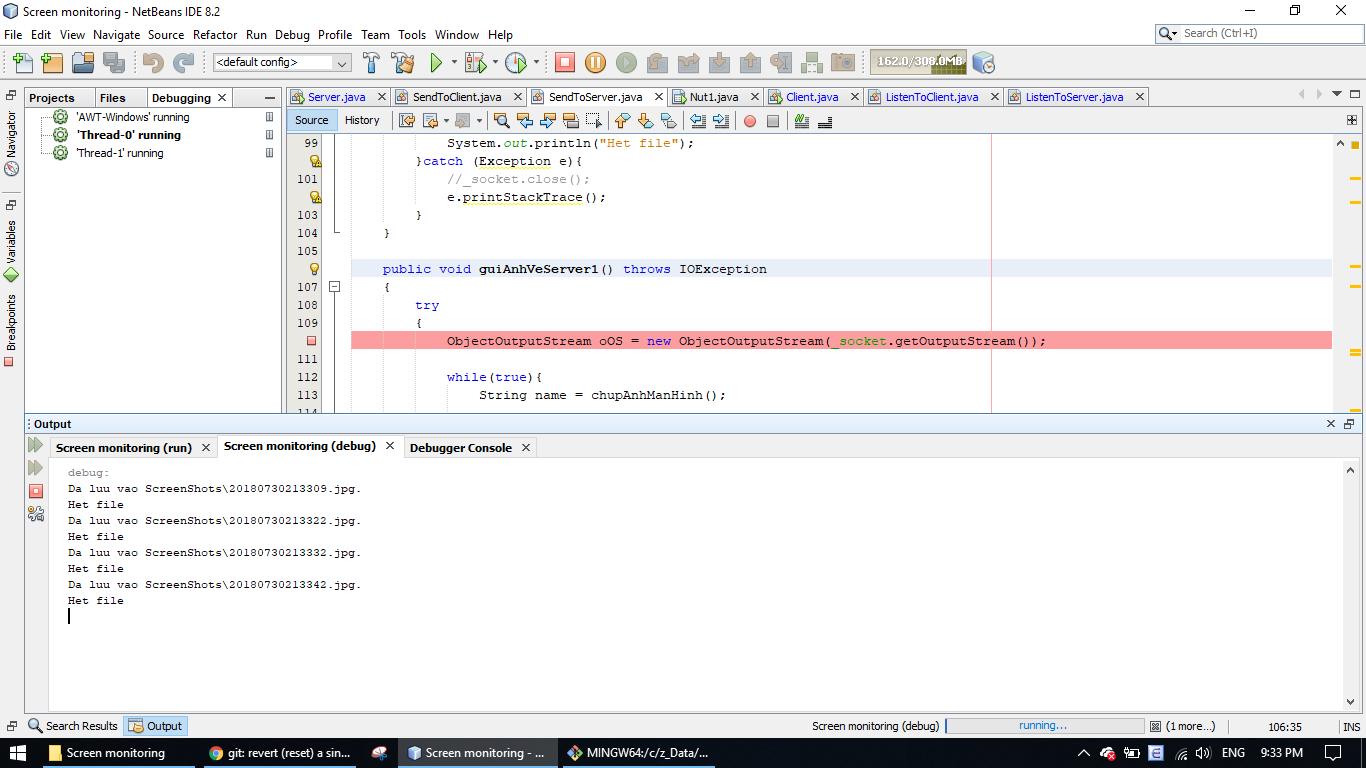 Screen monitoring - NetBeans IDE 8.2
File Edit View Navigate Source Refactor Run Debug Profile Team Tools Window Help
Search (Ctrl+I)
<default config>
162.0/308.0MB
Projects Files Debugging
Server.java SendToClient.java SendToServer.java Nut1.java Client.java ListenToClient.java ListenToServer.java
Source History
Navigator
Variables
Breakpoints
'AWT-Windows' running
'Thread-0' running
'Thread-1' running
99 System.out.println("Het file");
}catch (Exception e){
101 //_socket.close();
e.printStackTrace();
103 }
104 }
105
public void guiAnhVeServer1() throws IOException
107 {
108 try
109 {
ObjectOutputStream oOS = new ObjectOutputStream(_socket.getOutputStream());
111
112 while(true){
113 String name = chupAnhManHinh();
114
Output
Screen monitoring (run) Screen monitoring (debug) Debugger Console
debug:
Da luu vao ScreenShots\20180730213309.jpg.
Het file
Da luu vao ScreenShots\20180730213322.jpg.
Het file
Da luu vao ScreenShots\20180730213332.jpg.
Het file
Da luu vao ScreenShots\20180730213342.jpg.
Het file
Search Results Output
Screen monitoring (debug) running... (1 more...) 106:35 INS
Screen monitoring
git: revert (reset) a sin...
Screen monitoring - ...
MINGW64:/c/z_Data/...
ENG 9:33 PM